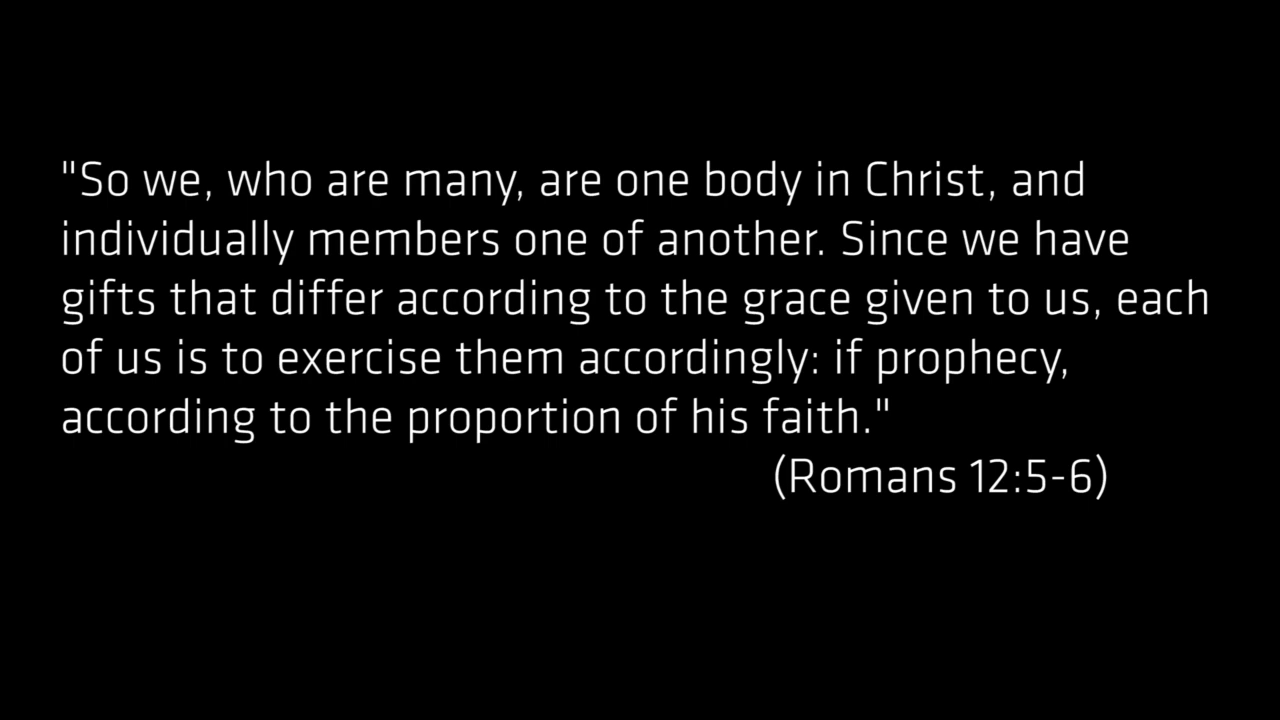 "So we, who are many, are one body in Christ, and
individually members one of another. Since we have
gifts that differ according to the grace given to us, each
of us is to exercise them accordingly: if prophecy,
according to the proportion of his faith."
(Romans 12:5-6)